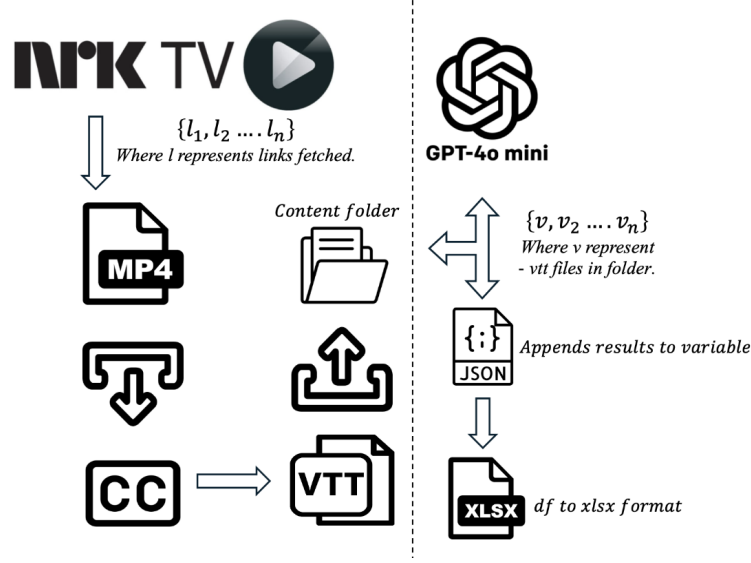 nrk TV
{l₁, l₂ .... lₙ}
Where l represents links fetched.
MP4
CC
VTT
Content folder
GPT-4o mini
{v, v₂ .... vₙ}
Where v represent
- vtt files in folder.
{;}
JSON
Appends results to variable
XLSX
df to xlsx format